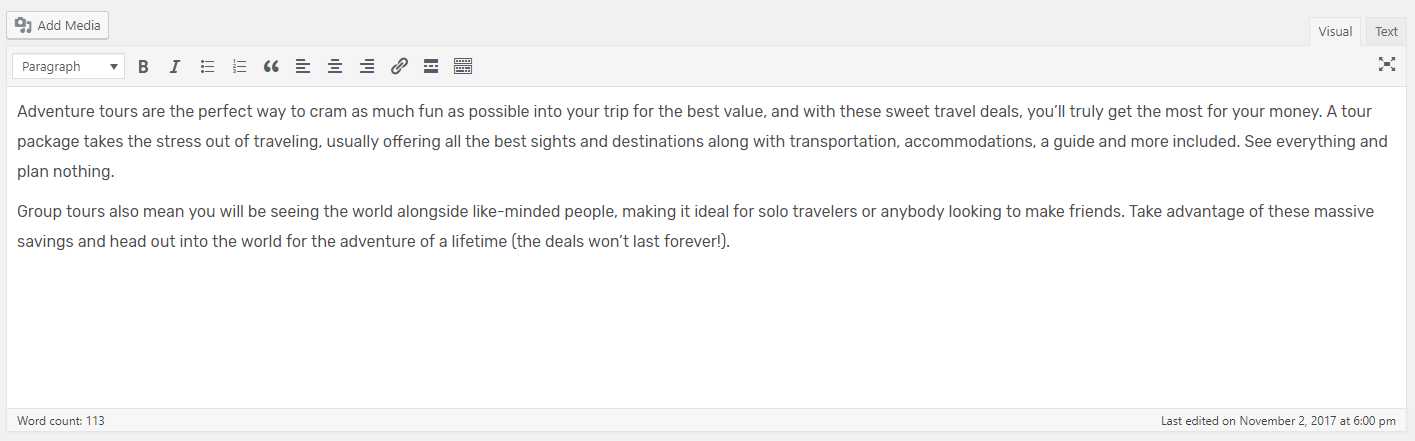 Add Media
Visual Text
Paragraph
Adventure tours are the perfect way to cram as much fun as possible into your trip for the best value, and with these sweet travel deals, you’ll truly get the most for your money. A tour
package takes the stress out of traveling, usually offering all the best sights and destinations along with transportation, accommodations, a guide and more included. See everything and
plan nothing.
Group tours also mean you will be seeing the world alongside like-minded people, making it ideal for solo travelers or anybody looking to make friends. Take advantage of these massive
savings and head out into the world for the adventure of a lifetime (the deals won’t last forever!).
Word count: 113 Last edited on November 2, 2017 at 6:00 pm